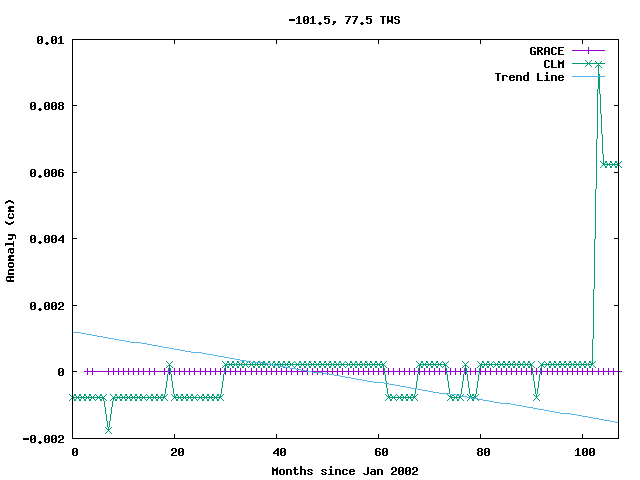 -101.5, 77.5 TWS
0.01
0.008
0.006
0.004
0.002
0
-0.002
Anomaly (cm)
GRACE
CLM
Trend Line
0 20 40 60 80 100
Months since Jan 2002